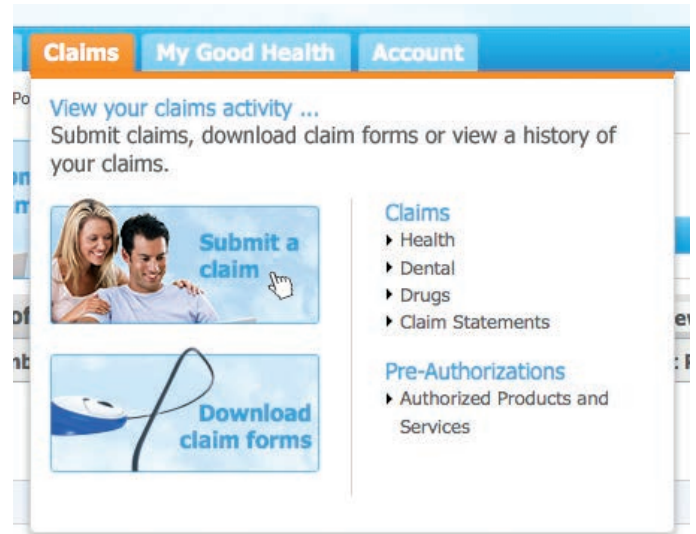 Claims
My Good Health
Account
Po
View your claims activity ...
Submit claims, download claim forms or view a history of
your claims.
Submit a
claim
Download
claim forms
Claims
Health
Dental
Drugs
Claim Statements
Pre-Authorizations
Authorized Products and
Services